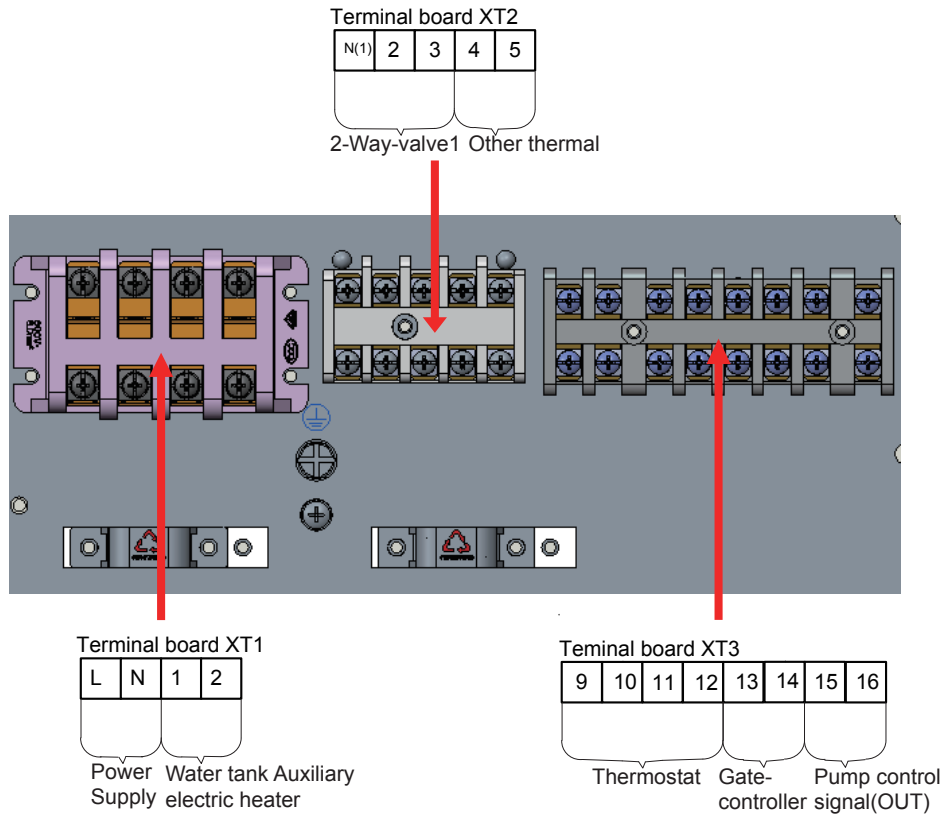 Terminal board XT2
N(1) 2 3 4 5
2-Way-valve1 Other thermal
Terminal board XT1
L N 1 2
Power Water tank Auxiliary
Supply electric heater
Teminal board XT3
9 10 11 12 13 14 15 16
Thermostat Gate- Pump control
controller signal(OUT)